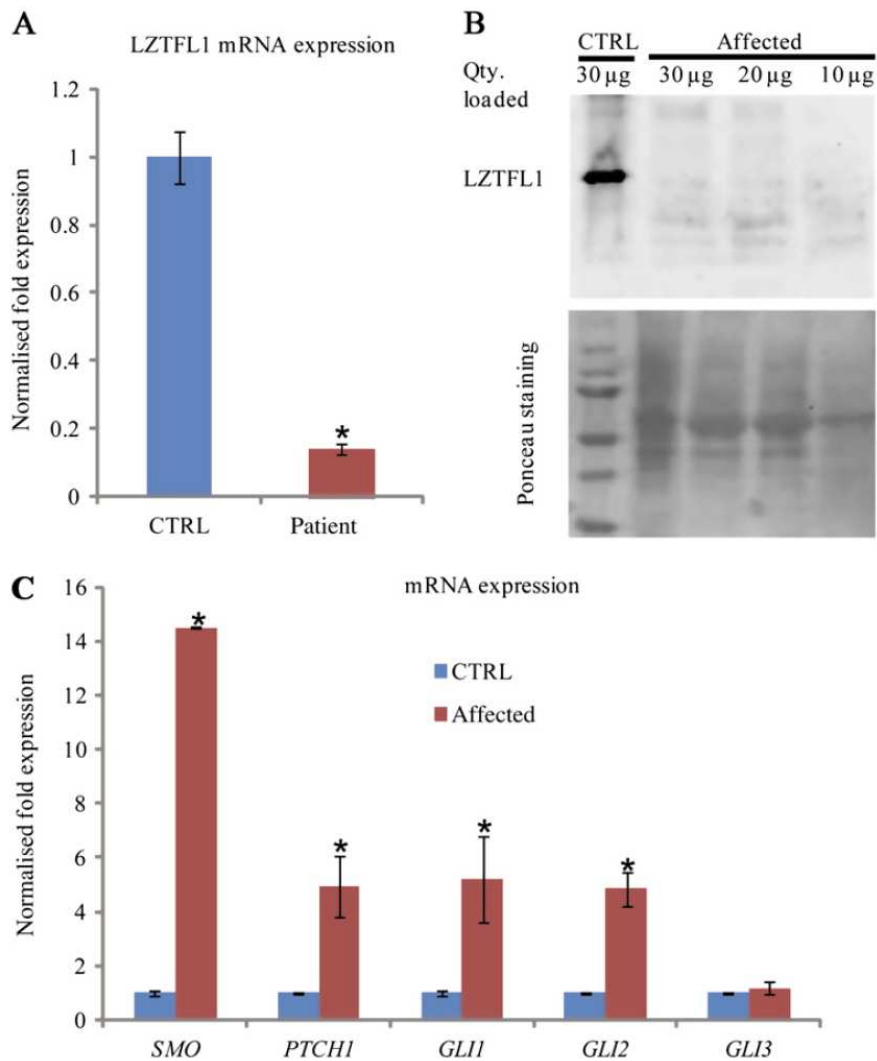 A
LZTFL1 mRNA expression
Normalised fold expression
1.2
1
0.8
0.6
0.4
0.2
0
*
CTRL
Patient
B
CTRL Affected
Qty. loaded
30 µg 30 µg 20 µg 10 µg
LZTFL1
Ponceau staining
C
mRNA expression
Normalised fold expression
16
14
12
10
8
6
4
2
0
CTRL
Affected
*
*
*
*
SMO PTCH1 GLI1 GLI2 GLI3